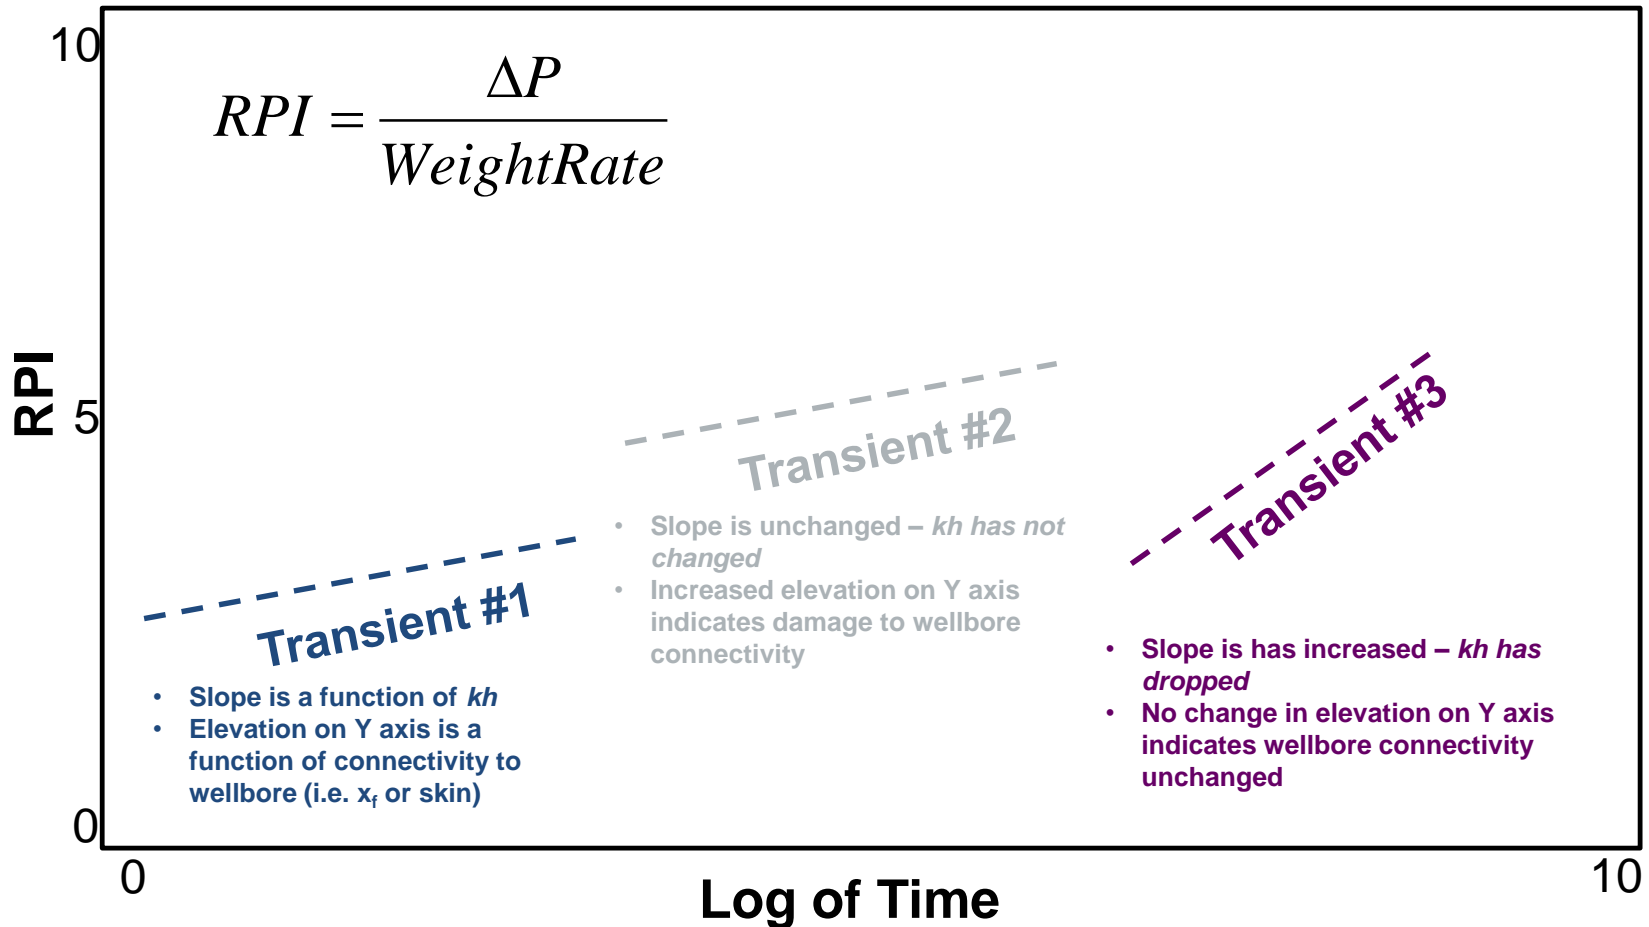 10
RPI = ΔP / WeightRate
RPI
5
Transient #2
Transient #3
• Slope is unchanged – kh has not
changed
• Increased elevation on Y axis
indicates damage to wellbore
connectivity
Transient #1
• Slope is a function of kh
• Elevation on Y axis is a
function of connectivity to
wellbore (i.e. xf or skin)
• Slope is has increased – kh has
dropped
• No change in elevation on Y axis
indicates wellbore connectivity
unchanged
0
0
Log of Time
10